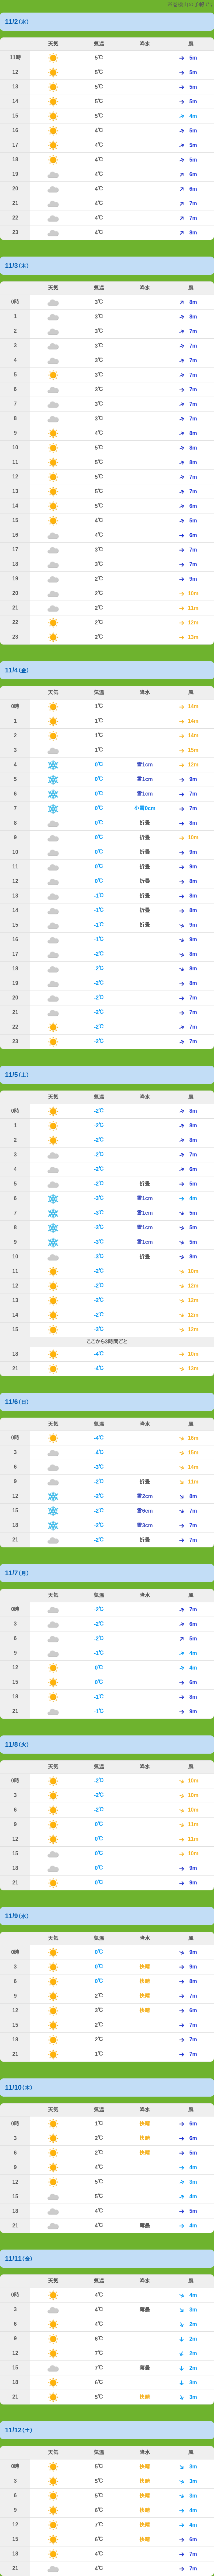 の予報です
11/2(水)
天気 気温 降水 風
11時 5℃ 5m
12 5℃ 5m
13 5℃ 5m
14 5℃ 5m
15 5℃ 4m
16 4℃ 5m
17 4℃ 5m
18 4℃ 5m
19 4℃ 6m
20 4℃ 6m
21 4℃ 7m
22 4℃ 7m
23 4℃ 8m
11/3(木)
天気 気温 降水 風
0時 3℃ 8m
1 3℃ 8m
2 3℃ 7m
3 3℃ 7m
4 3℃ 7m
5 3℃ 7m
6 3℃ 7m
7 3℃ 7m
8 3℃ 7m
9 4℃ 8m
10 5℃ 8m
11 5℃ 8m
12 5℃ 7m
13 5℃ 7m
14 5℃ 6m
15 4℃ 5m
16 4℃ 6m
17 3℃ 7m
18 3℃ 7m
19 2℃ 9m
20 2℃ 10m
21 2℃ 11m
22 2℃ 12m
23 2℃ 13m
11/4(金)
天気 気温 降水 風
0時 1℃ 14m
1 1℃ 14m
2 1℃ 14m
3 1℃ 15m
4 0℃ 雪1cm 12m
5 0℃ 雪1cm 9m
6 0℃ 雪1cm 7m
7 0℃ 小雪0cm 7m
8 0℃ 折曇 8m
9 0℃ 折曇 10m
10 0℃ 折曇 9m
11 0℃ 折曇 9m
12 0℃ 折曇 8m
13 -1℃ 折曇 8m
14 -1℃ 折曇 8m
15 -1℃ 折曇 9m
16 -1℃ 9m
17 -2℃ 8m
18 -2℃ 8m
19 -2℃ 8m
20 -2℃ 7m
21 -2℃ 7m
22 -2℃ 7m
23 -2℃ 7m
11/5(土)
天気 気温 降水 風
0時 -2℃ 8m
1 -2℃ 8m
2 -2℃ 8m
3 -2℃ 7m
4 -2℃ 6m
5 -2℃ 折曇 5m
6 -3℃ 雪1cm 4m
7 -3℃ 雪1cm 5m
8 -3℃ 雪1cm 5m
9 -3℃ 雪1cm 5m
10 -3℃ 折曇 8m
11 -2℃ 10m
12 -2℃ 12m
13 -2℃ 12m
14 -2℃ 12m
15 -3℃ 12m
ここから3時間ごと
18 -4℃ 10m
21 -4℃ 13m
11/6(日)
天気 気温 降水 風
0時 -4℃ 16m
3 -4℃ 15m
6 -3℃ 14m
9 -2℃ 折曇 11m
12 -2℃ 雪2cm 8m
15 -2℃ 雪6cm 7m
18 -2℃ 雪3cm 7m
21 -2℃ 折曇 7m
11/7(月)
天気 気温 降水 風
0時 -2℃ 7m
3 -2℃ 6m
6 -2℃ 5m
9 -1℃ 4m
12 0℃ 4m
15 0℃ 6m
18 -1℃ 8m
21 -1℃ 9m
11/8(火)
天気 気温 降水 風
0時 -2℃ 10m
3 -2℃ 10m
6 -2℃ 10m
9 0℃ 11m
12 0℃ 11m
15 0℃ 10m
18 0℃ 9m
21 0℃ 9m
11/9(水)
天気 気温 降水 風
0時 0℃ 9m
3 0℃ 快晴 9m
6 0℃ 快晴 8m
9 2℃ 快晴 7m
12 3℃ 快晴 6m
15 2℃ 7m
18 2℃ 7m
21 1℃ 7m
11/10(木)
天気 気温 降水 風
0時 1℃ 快晴 6m
3 2℃ 快晴 6m
6 2℃ 快晴 5m
9 4℃ 4m
12 5℃ 3m
15 5℃ 4m
18 4℃ 5m
21 4℃ 薄曇 4m
11/11(金)
天気 気温 降水 風
0時 4℃ 4m
3 4℃ 薄曇 3m
6 4℃ 2m
9 6℃ 2m
12 7℃ 2m
15 7℃ 薄曇 2m
18 6℃ 3m
21 5℃ 快晴 3m
11/12(土)
天気 気温 降水 風
0時 5℃ 快晴 3m
3 5℃ 快晴 3m
6 5℃ 快晴 3m
9 6℃ 快晴 4m
12 7℃ 快晴 4m
15 6℃ 快晴 6m
18 4℃ 7m
21 4℃ 7m